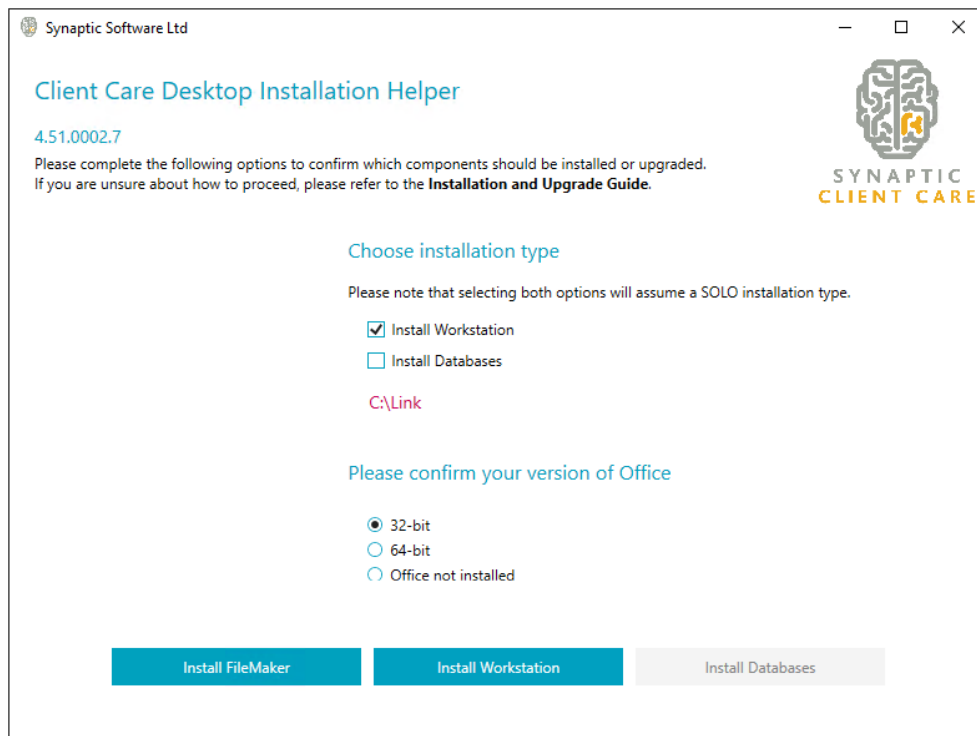 Synaptic Software Ltd
Client Care Desktop Installation Helper
4.51.0002.7
Please complete the following options to confirm which components should be installed or upgraded.
If you are unsure about how to proceed, please refer to the Installation and Upgrade Guide.
SYNAPTIC
CLIENT CARE
Choose installation type
Please note that selecting both options will assume a SOLO installation type.
Install Workstation
Install Databases
C:\Link
Please confirm your version of Office
32-bit
64-bit
Office not installed
Install FileMaker
Install Workstation
Install Databases